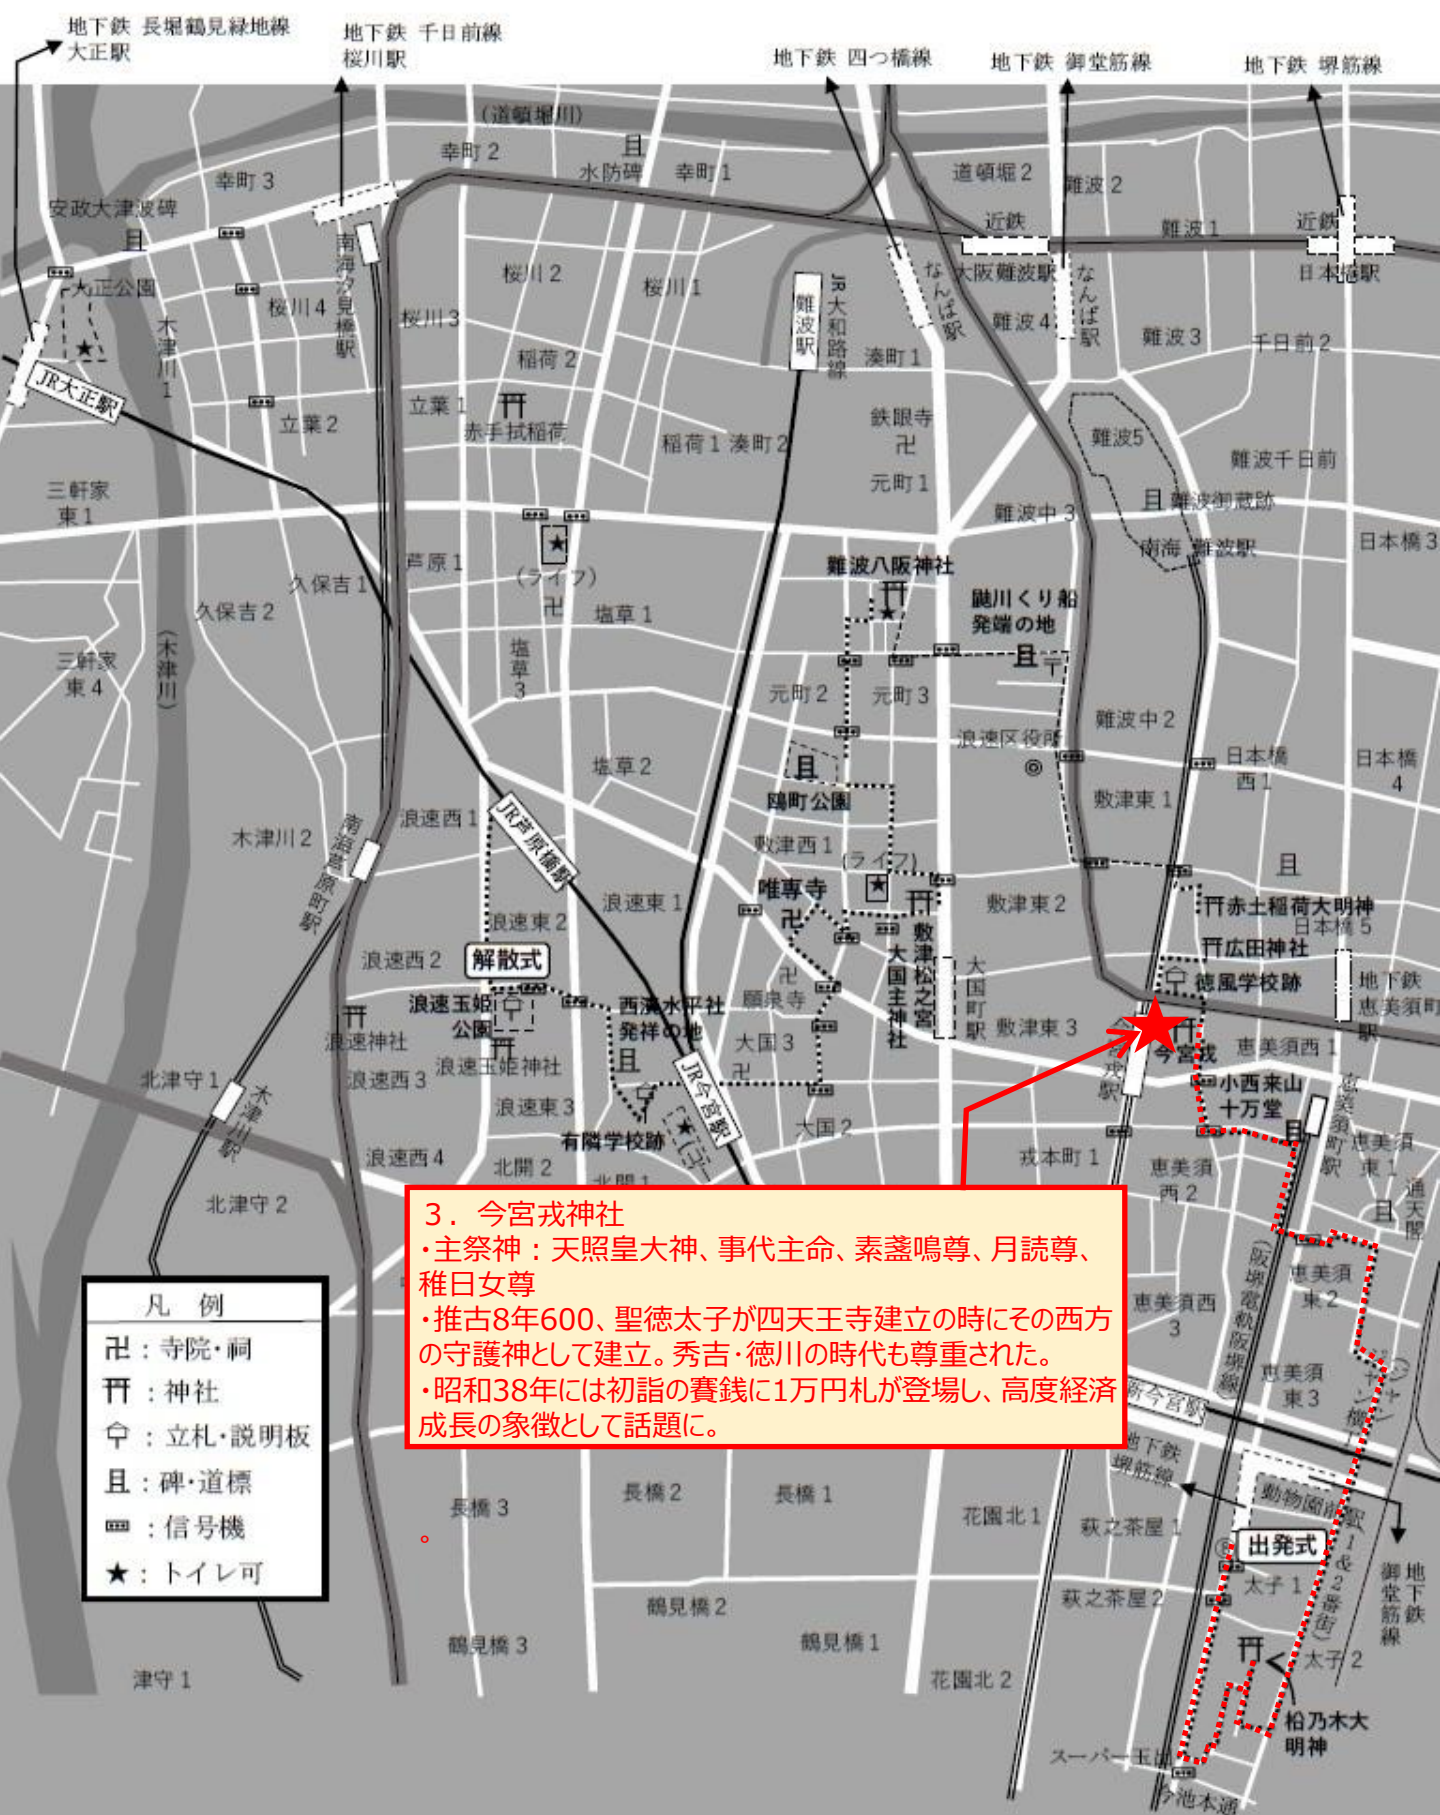 地下鉄 長堀鶴見緑地線
大正駅
地下鉄 千日前線
桜川駅
地下鉄 四つ橋線
地下鉄 御堂筋線
地下鉄 堺筋線
(道頓堀川)
幸町2
水防碑
幸町1
道頓堀2
難波2
幸町3
安政大津波碑
近鉄
難波1
近鉄
大阪難波駅
日本橋駅
南海汐見橋駅
桜川2
桜川1
難波駅
JR大和路線
なんば駅
なんば駅
大正公園
桜川4
桜川3
木津川1
難波4
難波3
千日前2
稲荷2
湊町1
JR大正駅
立葉2
立葉1
赤手拭稲荷
稲荷1
湊町2
鉄眼寺
難波5
元町1
難波千日前
三軒家
東1
難波中3
難波御蔵跡
南海 難波駅
日本橋3
芦原1
(ライフ)
難波八阪神社
久保吉1
久保吉2
塩草1
鼬川くり船
発端の地
(木津川)
三軒家
東4
塩草3
元町2
元町3
難波中2
浪速区役所
日本橋
西1
日本橋
4
塩草2
鴎町公園
敷津東1
浪速西1
JR芦原橋駅
木津川2
南海芦原町駅
敷津西1
(ライフ)
唯専寺
浪速東1
浪速東2
敷津東2
赤土稲荷大明神
日本橋5
浪速西2
解散式
敷津松之宮
大国主神社
大国町駅
広田神社
徳風学校跡
地下鉄
恵美須町
駅
浪速玉姫
公園
西濱水平社
発祥の地
願泉寺
浪速神社
浪速玉姫神社
大国3
敷津東3
今宮戎駅
今宮戎
恵美須西1
北津守1
木津川駅
浪速西3
浪速東3
JR今宮駅
小西来山
十万堂
恵美須町駅
有隣学校跡
大国2
浪速西4
北開2
北開1
戎本町1
恵美須
西2
恵美須
東1
通天閣
北津守2
3．今宮戎神社
・主祭神：天照皇大神、事代主命、素盞鳴尊、月読尊、
稚日女尊
・推古8年600、聖徳太子が四天王寺建立の時にその西方
の守護神として建立。秀吉・徳川の時代も尊重された。
・昭和38年には初詣の賽銭に1万円札が登場し、高度経済
成長の象徴として話題に。
。
(阪堺電軌阪堺線)
恵美須
東2
恵美須西
3
恵美須
東3
新今宮駅
凡 例
卍：寺院・祠
：神社
：立札・説明板
：碑・道標
：信号機
★：トイレ可
地下鉄
堺筋線
動物園前駅
長橋3
長橋2
長橋1
花園北1
萩之茶屋1
出発式
1&2番街)
地下鉄
御堂筋線
太子1
萩之茶屋2
鶴見橋2
鶴見橋3
鶴見橋1
太子2
津守1
花園北2
柏乃木大
明神
スーパー玉出
今池本通